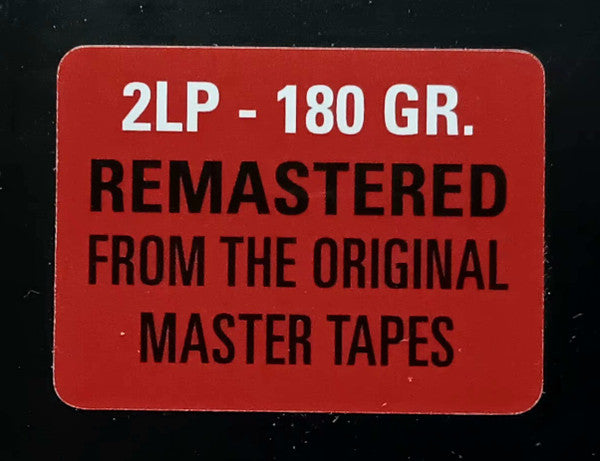 2LP - 180 GR.
REMASTERED
FROM THE ORIGINAL
MASTER TAPES